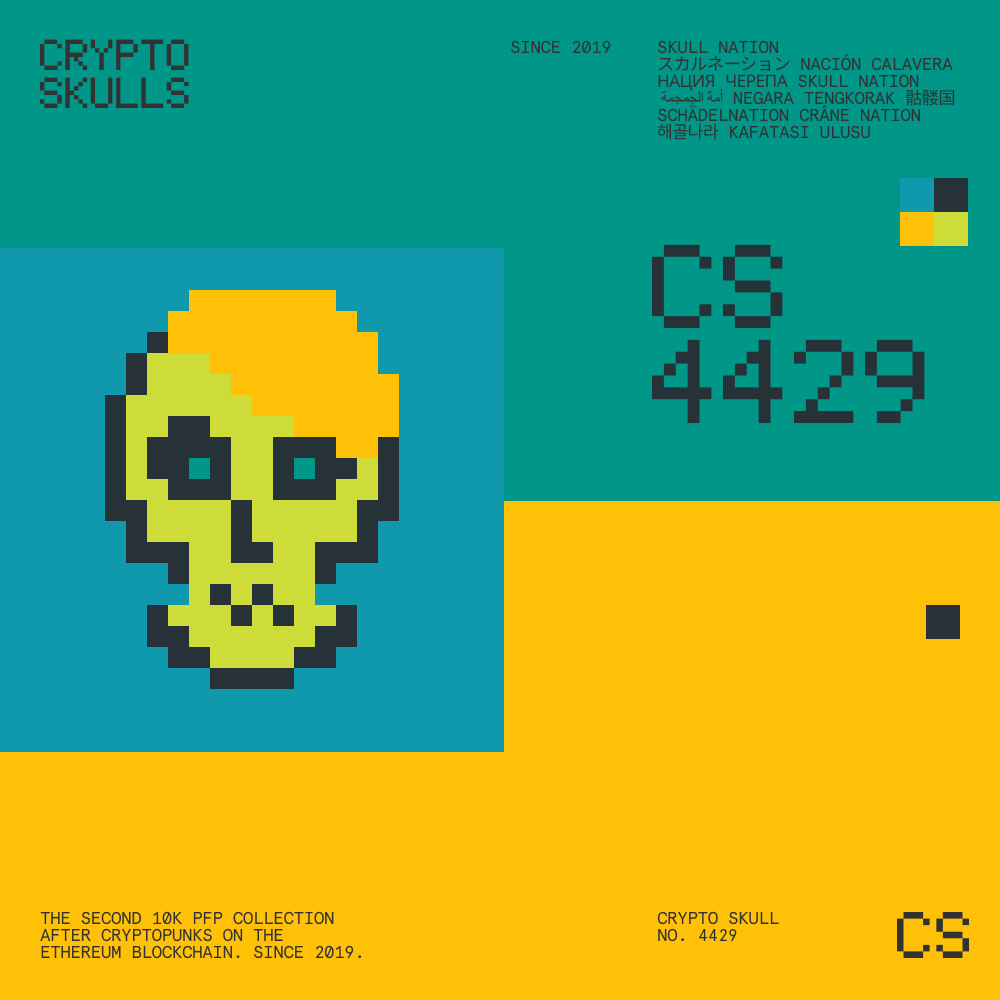 CRYPTO
SKULLS
SINCE 2019
SKULL NATION
スカルネーション NACIÓN CALAVERA
НАЦИЯ ЧЕРЕПА SKULL NATION
أمة الجمجمة NEGARA TENGKORAK 骷髅国
SCHÄDELNATION CRÂNE NATION
해골나라 KAFATASI ULUSU
CS
4429
THE SECOND 10K PFP COLLECTION
AFTER CRYPTOPUNKS ON THE
ETHEREUM BLOCKCHAIN. SINCE 2019.
CRYPTO SKULL
NO. 4429
CS